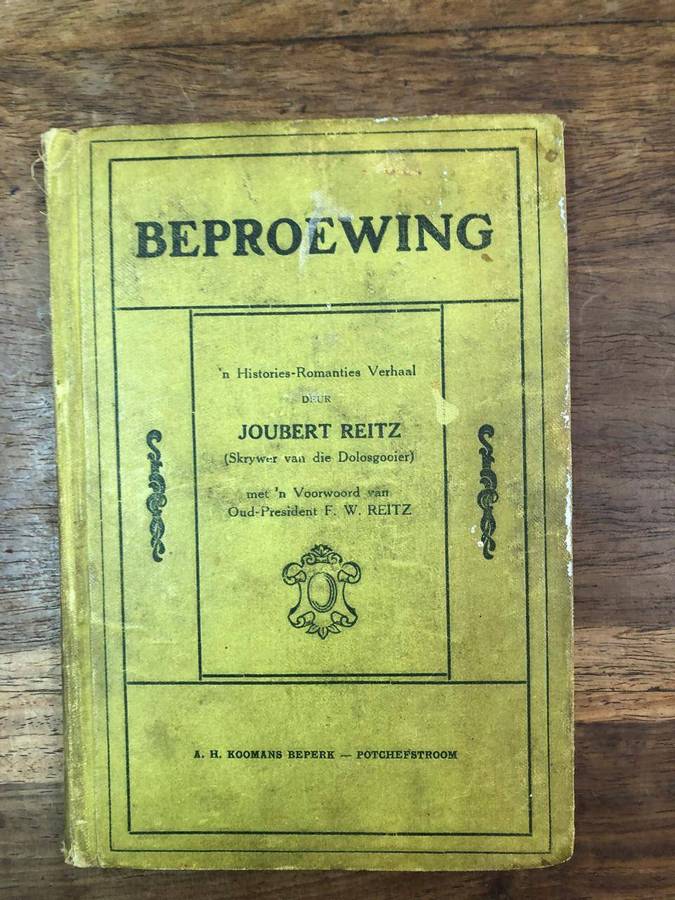 BEPROEWING
'n Histories-Romanties Verhaal
DEUR
JOUBERT REITZ
(Skrywer van die Dolosgooier)
met 'n Voorwoord van
Oud-President F. W. REITZ
A. H. KOOMANS BEPERK — POTCHEFSTROOM